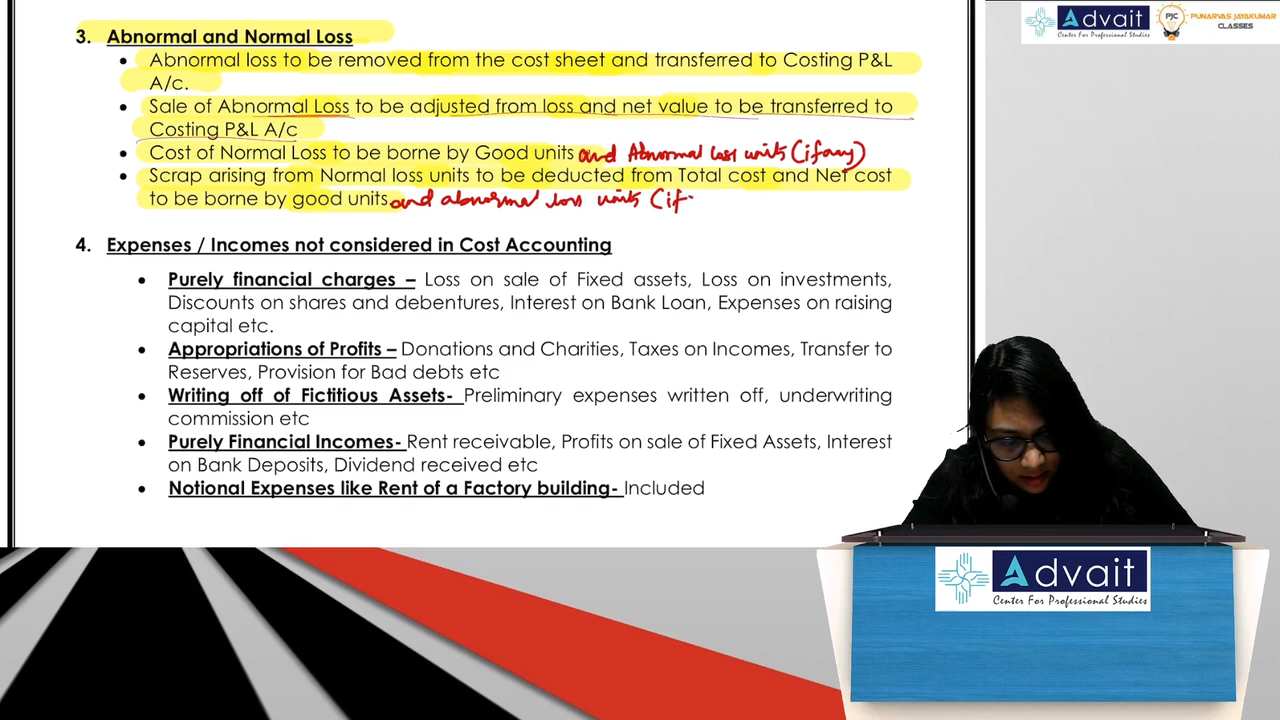 3. Abnormal and Normal Loss
• Abnormal loss to be removed from the cost sheet and transferred to Costing P&L
A/c.
• Sale of Abnormal Loss to be adjusted from loss and net value to be transferred to
Costing P&L A/c
• Cost of Normal Loss to be borne by Good units and Abnormal loss units (if any)
• Scrap arising from Normal loss units to be deducted from Total cost and Net cost
to be borne by good units and abnormal loss units (if
4. Expenses / Incomes not considered in Cost Accounting
• Purely financial charges – Loss on sale of Fixed assets, Loss on investments,
Discounts on shares and debentures, Interest on Bank Loan, Expenses on raising
capital etc.
• Appropriations of Profits – Donations and Charities, Taxes on Incomes, Transfer to
Reserves, Provision for Bad debts etc
• Writing off of Fictitious Assets- Preliminary expenses written off, underwriting
commission etc
• Purely Financial Incomes- Rent receivable, Profits on sale of Fixed Assets, Interest
on Bank Deposits, Dividend received etc
• Notional Expenses like Rent of a Factory building- Included
Advait
Center For Professional Studies
PJC
PUNARVAS JAYAKUMAR
CLASSES
Advait
Center For Professional Studies